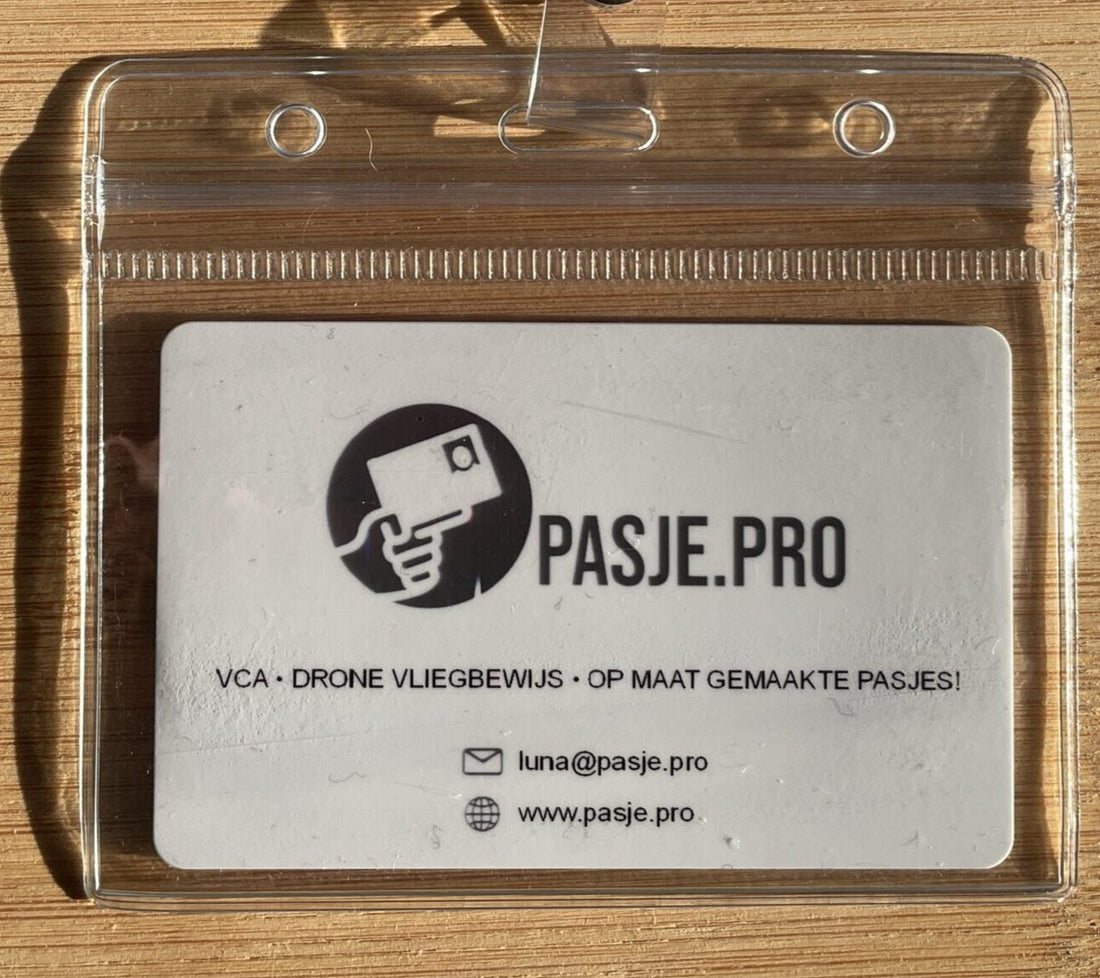 PASJE.PRO
VCA • DRONE VLIEGBEWIJS • OP MAAT GEMAAKTE PASJES!
luna@pasje.pro
www.pasje.pro